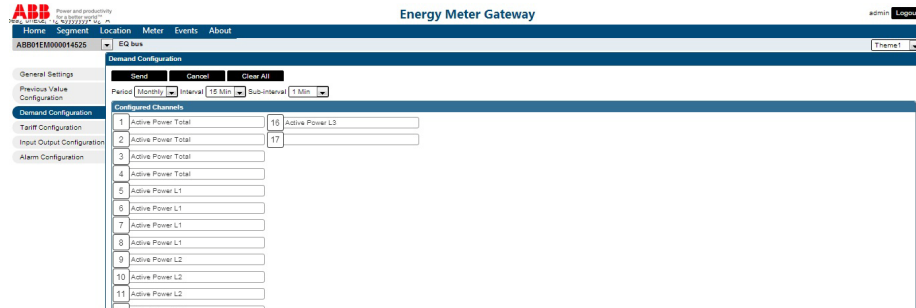 ABB
Power and productivity
for a better world™
Energy Meter Gateway
admin Logou
Home Segment Location Meter Events About
ABB01EM000014525 EQ bus Theme1
Demand Configuration
General Settings
Previous Value
Configuration
Demand Configuration
Tariff Configuration
Input Output Configuration
Alarm Configuration
Send Cancel Clear All
Period Monthly Interval 15 Min Sub-interval 1 Min
Configured Channels
1 Active Power Total
2 Active Power Total
3 Active Power Total
4 Active Power Total
5 Active Power L1
6 Active Power L1
7 Active Power L1
8 Active Power L1
9 Active Power L2
10 Active Power L2
11 Active Power L2
16 Active Power L3
17